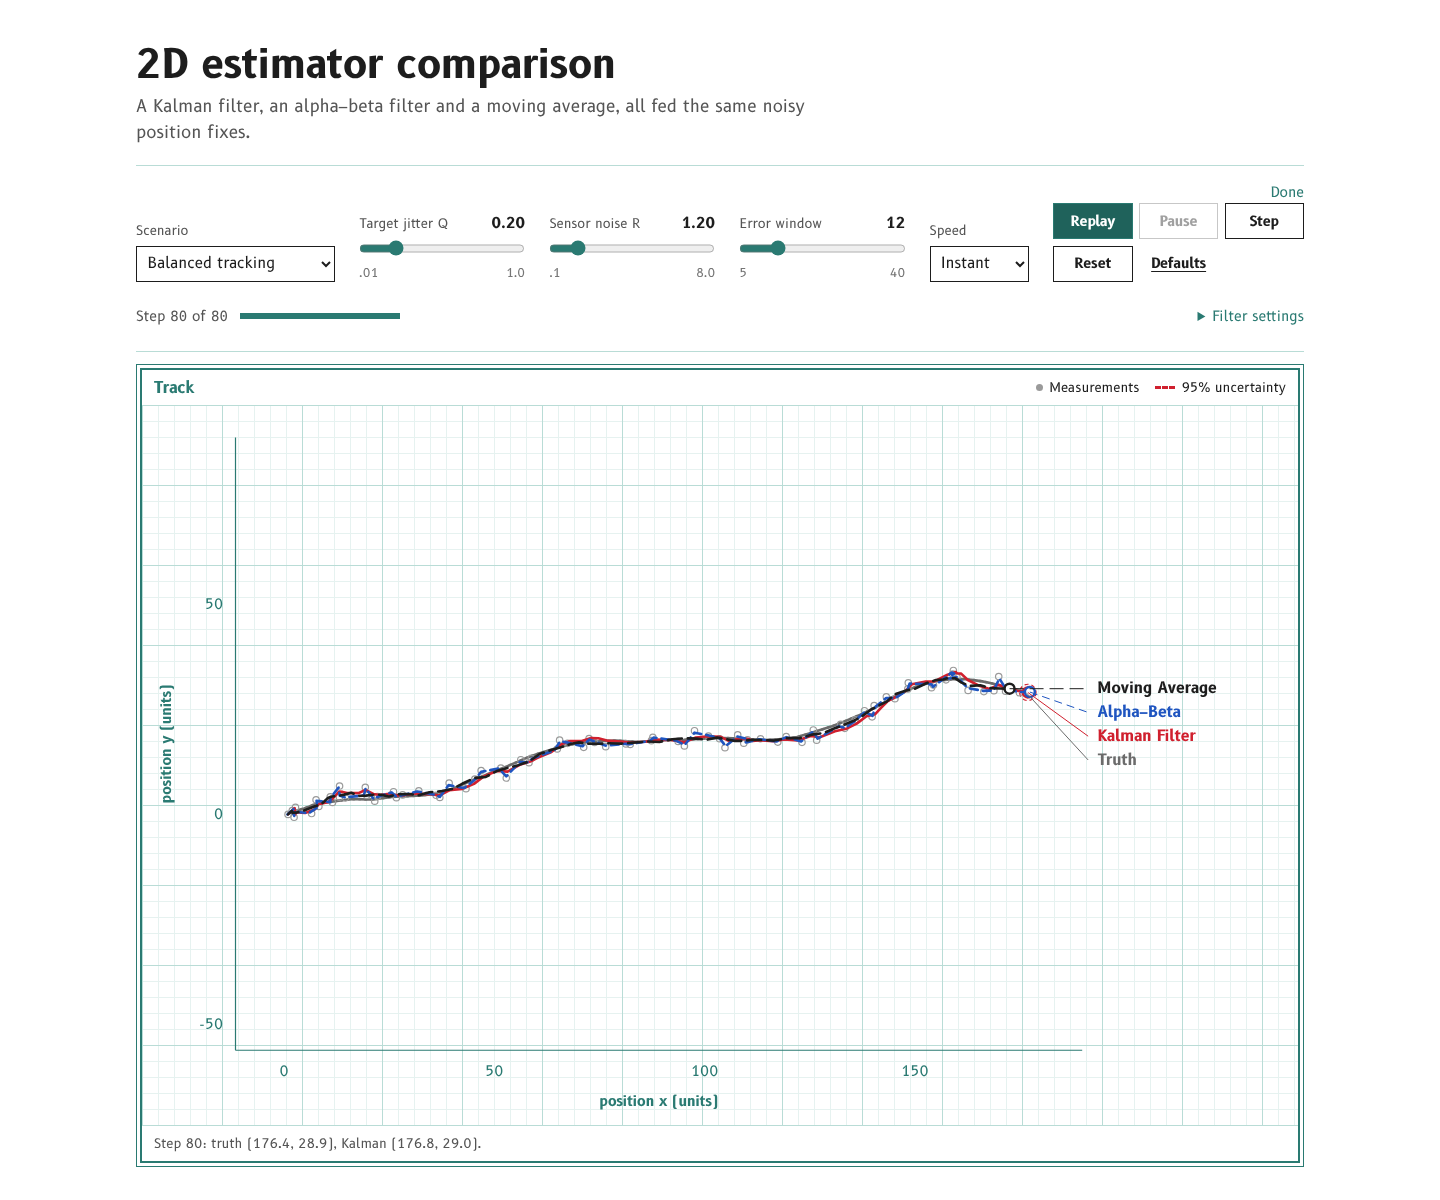 2D estimator comparison
A Kalman filter, an alpha–beta filter and a moving average, all fed the same noisy
position fixes.
Done
Scenario
Balanced tracking
Target jitter Q 0.20
.01 1.0
Sensor noise R 1.20
.1 8.0
Error window 12
5 40
Speed
Instant
Replay Pause Step
Reset Defaults
Step 80 of 80
▶ Filter settings
Track
Measurements 95% uncertainty
50
0
-50
position y (units)
Moving Average
Alpha–Beta
Kalman Filter
Truth
0 50 100 150
position x (units)
Step 80: truth (176.4, 28.9), Kalman (176.8, 29.0).